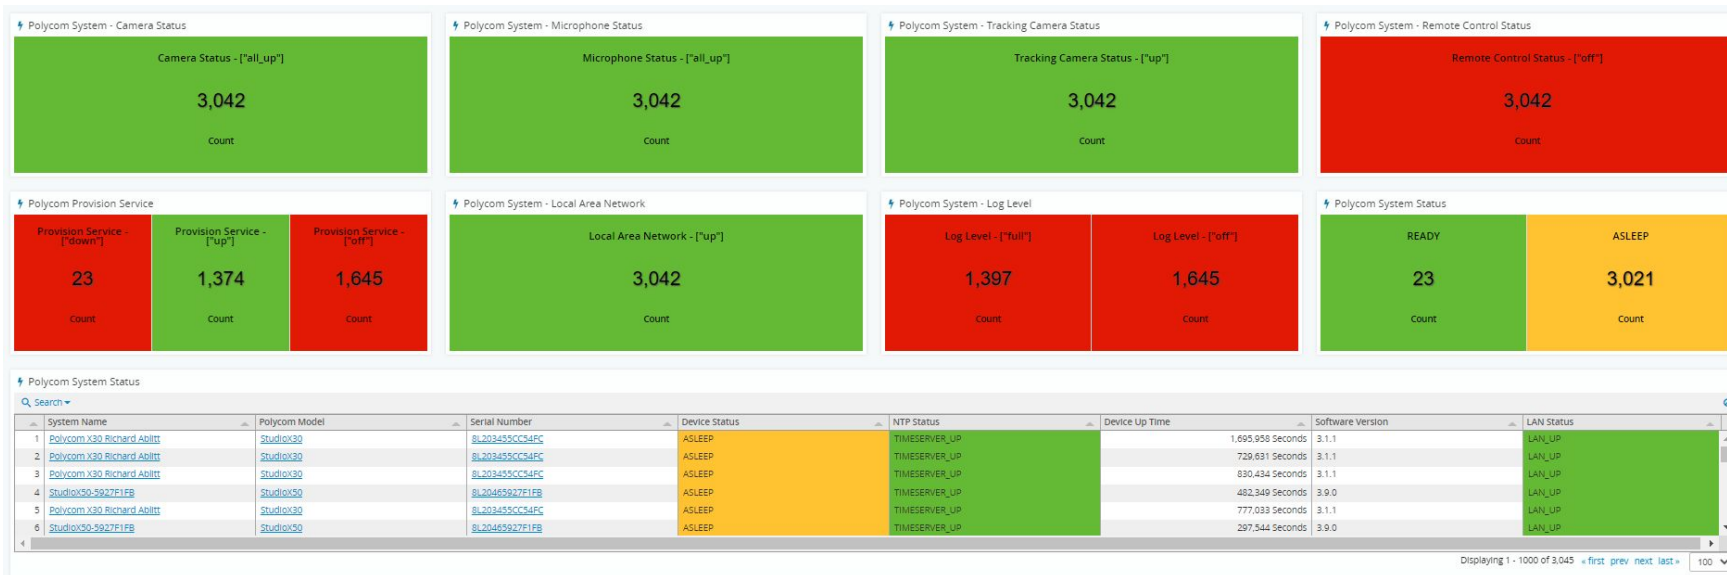 Polycom System - Camera Status
Camera Status - ["all_up"]
3,042
Count
Polycom System - Microphone Status
Microphone Status - ["all_up"]
3,042
Count
Polycom System - Tracking Camera Status
Tracking Camera Status - ["up"]
3,042
Count
Polycom System - Remote Control Status
Remote Control Status - ["off"]
3,042
Count
Polycom Provision Service
Provision Service - ["down"]
23
Count
Provision Service - ["up"]
1,374
Count
Provision Service - ["off"]
1,645
Count
Polycom System - Local Area Network
Local Area Network - ["up"]
3,042
Count
Polycom System - Log Level
Log Level - ["full"]
1,397
Count
Log Level - ["off"]
1,645
Count
Polycom System Status
READY
23
Count
ASLEEP
3,021
Count
Polycom System Status
Search
System Name Polycom Model Serial Number Device Status NTP Status Device Up Time Software Version LAN Status
1 Polycom X30 Richard Ablitt StudioX30 8L203455CC54FC ASLEEP TIMESERVER_UP 1,695,958 Seconds 3.1.1 LAN_UP
2 Polycom X30 Richard Ablitt StudioX30 8L203455CC54FC ASLEEP TIMESERVER_UP 729,631 Seconds 3.1.1 LAN_UP
3 Polycom X30 Richard Ablitt StudioX30 8L203455CC54FC ASLEEP TIMESERVER_UP 830,434 Seconds 3.1.1 LAN_UP
4 StudioX50-5927F1FB StudioX50 8L20465927F1FB ASLEEP TIMESERVER_UP 482,349 Seconds 3.9.0 LAN_UP
5 Polycom X30 Richard Ablitt StudioX30 8L203455CC54FC ASLEEP TIMESERVER_UP 777,033 Seconds 3.1.1 LAN_UP
6 StudioX50-5927F1FB StudioX50 8L20465927F1FB ASLEEP TIMESERVER_UP 297,544 Seconds 3.9.0 LAN_UP
Displaying 1 - 1000 of 3,045 « first prev next last » 100